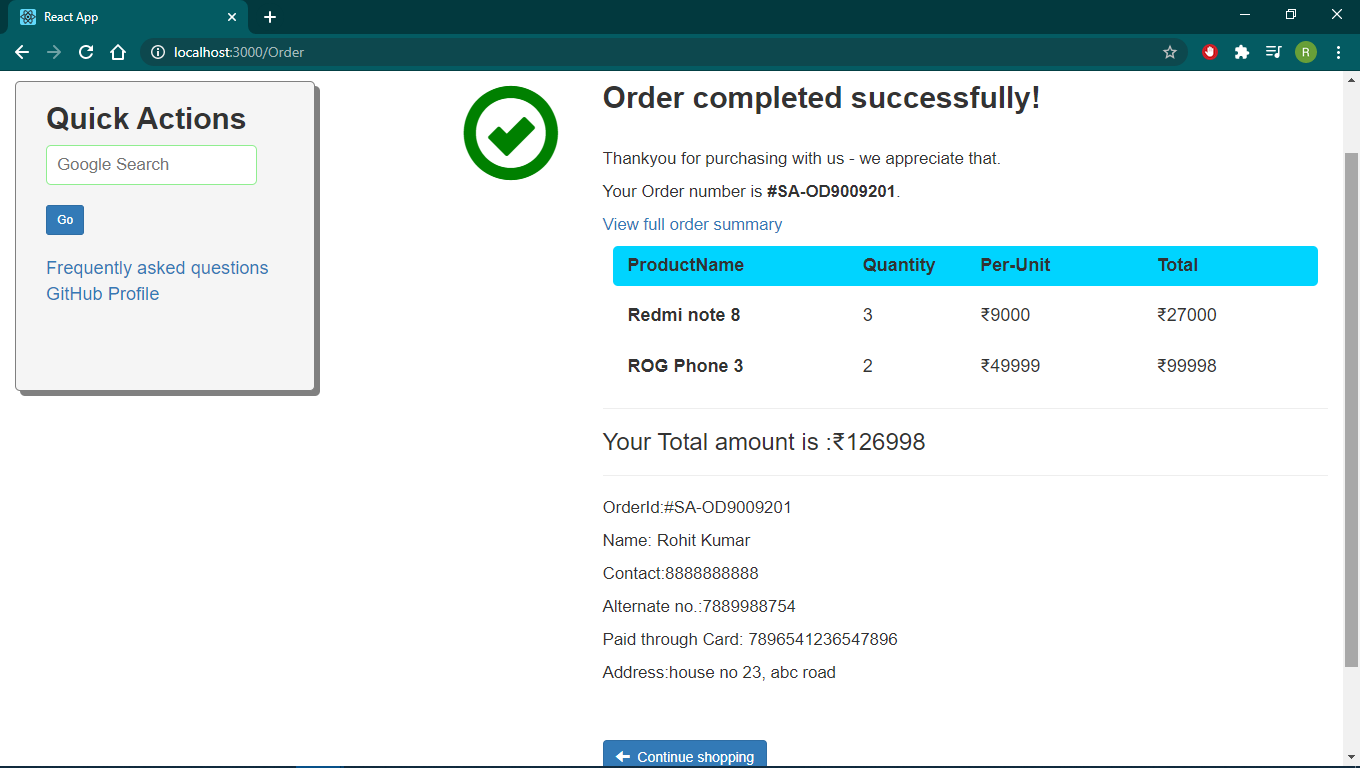 React App
localhost:3000/Order
R
Quick Actions
Google Search
Go
Frequently asked questions
GitHub Profile
Order completed successfully!
Thankyou for purchasing with us - we appreciate that.
Your Order number is #SA-OD9009201.
View full order summary
ProductName Quantity Per-Unit Total
Redmi note 8 3 ₹9000 ₹27000
ROG Phone 3 2 ₹49999 ₹99998
Your Total amount is :₹126998
OrderId:#SA-OD9009201
Name: Rohit Kumar
Contact:8888888888
Alternate no.:7889988754
Paid through Card: 7896541236547896
Address:house no 23, abc road
Continue shopping